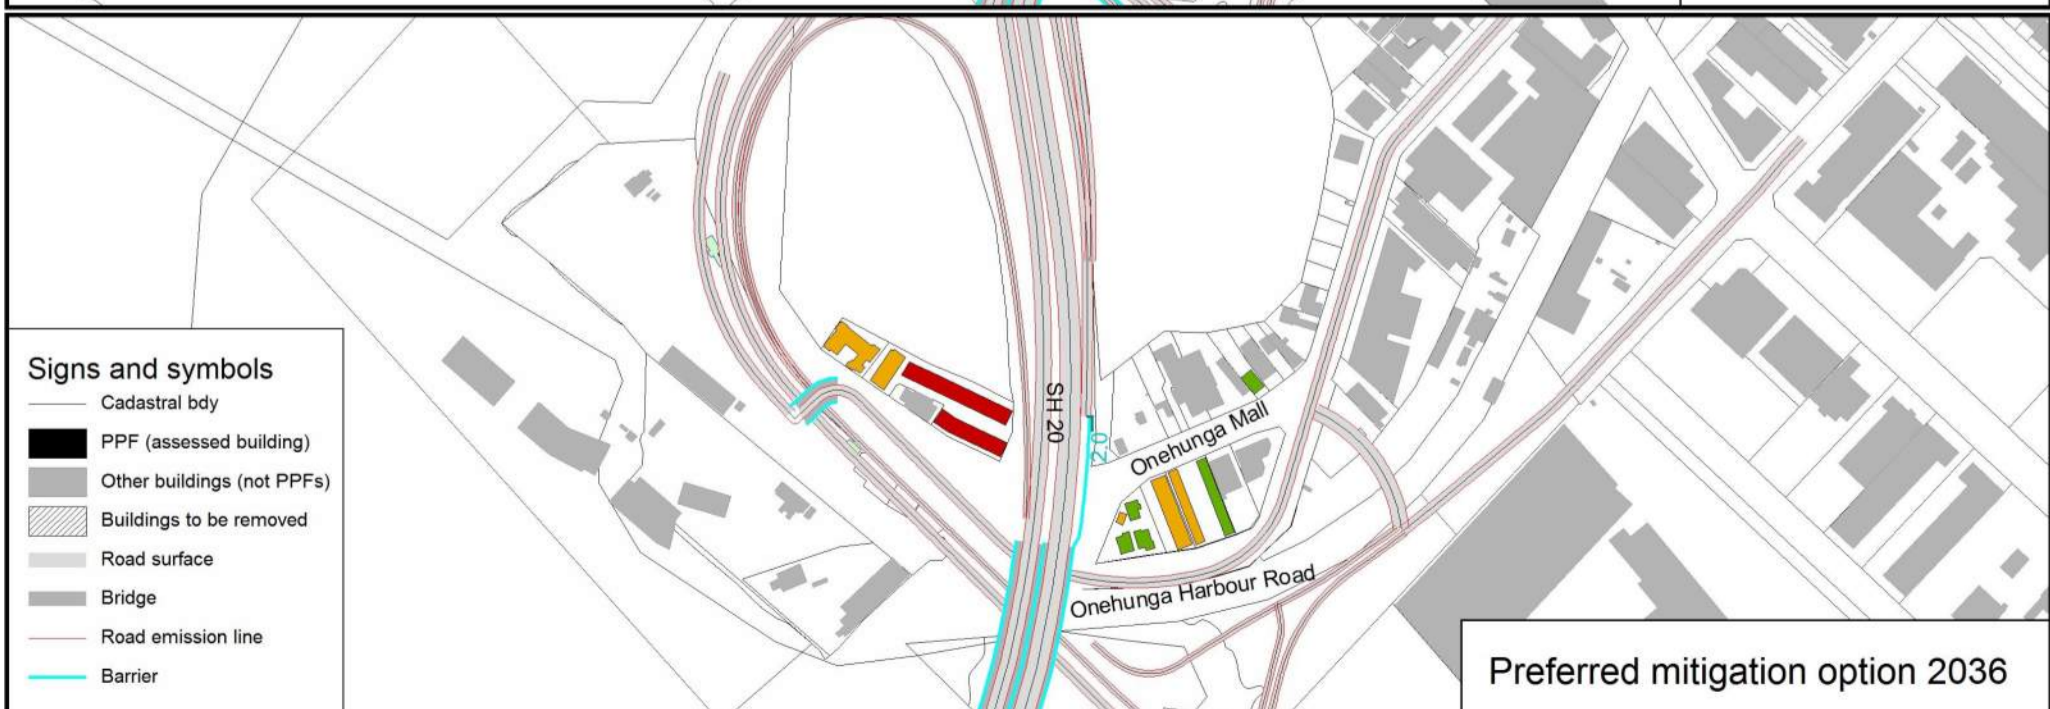 Signs and symbols
Cadastral bdy
PPF (assessed building)
Other buildings (not PPFs)
Buildings to be removed
Road surface
Bridge
Road emission line
Barrier
SH 20
2.0
Onehunga Mall
Onehunga Harbour Road
Preferred mitigation option 2036